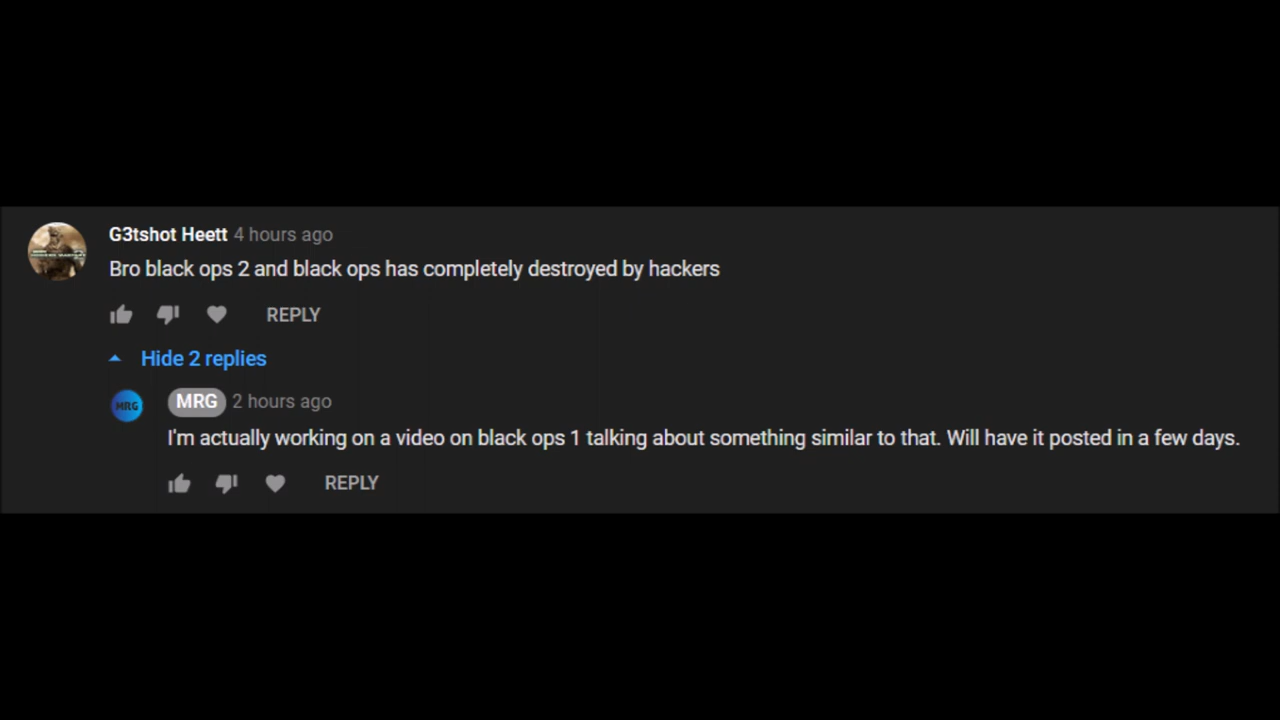 G3tshot Heett 4 hours ago
Bro black ops 2 and black ops has completely destroyed by hackers
REPLY
Hide 2 replies
MRG
MRG 2 hours ago
I'm actually working on a video on black ops 1 talking about something similar to that. Will have it posted in a few days.
REPLY